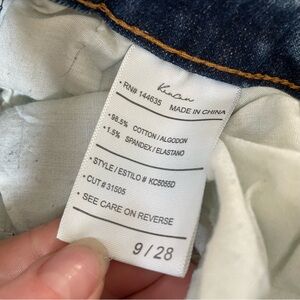 KanCan
• RN# 144635 MADE IN CHINA
• 98.5% COTTON / ALGODON
• 1.5% SPANDEX / ELASTANO
• STYLE / ESTILO # KC5055D
• CUT # 31505
• SEE CARE ON REVERSE
9 / 28